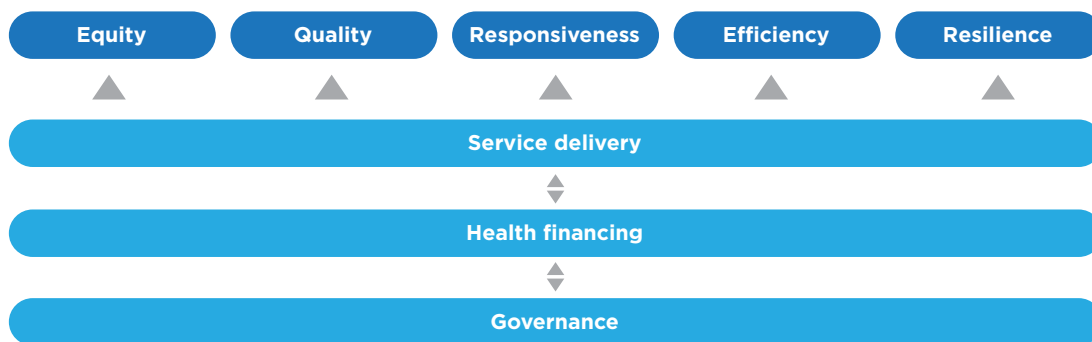 Equity
Quality
Responsiveness
Efficiency
Resilience
Service delivery
Health financing
Governance